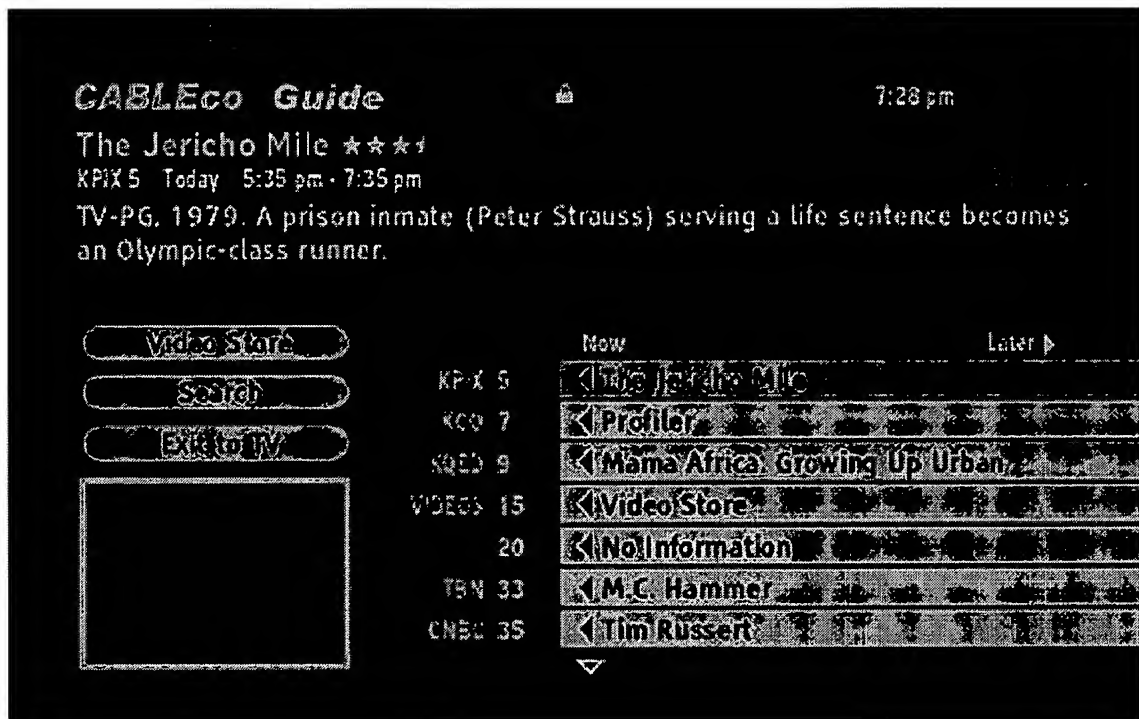 CABLEco Guide 7:28 pm
The Jericho Mile
KPIX 5 Today 5:35 pm - 7:35 pm
TV-PG, 1979. A prison inmate (Peter Strauss) serving a life sentence becomes
an Olympic-class runner.
Video Store
Search
Exit to TV
Now Later
KPIX 5 The Jericho Mile
KGO 7 Profiler
KQED 9 Mama Africa, Growing Up Urban
VIDEOS 15 Video Store
20 No Information
TBN 33 M.C. Hammer
CNBC 35 Tim Russert